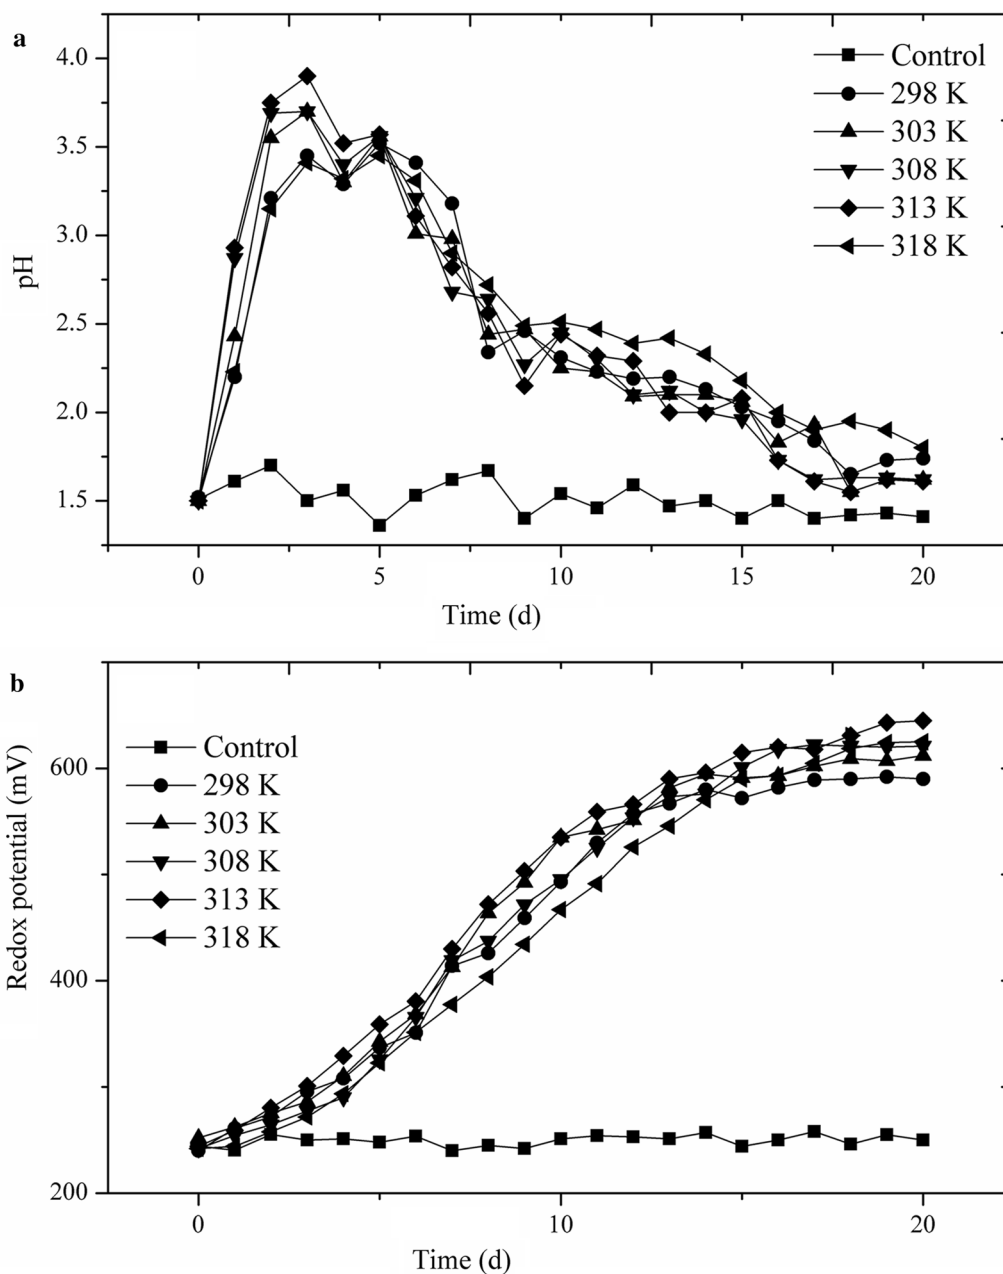 a
4.0
3.5
3.0
2.5
2.0
1.5
pH
Control
298 K
303 K
308 K
313 K
318 K
0 5 10 15 20
Time (d)
b
600
400
200
Redox potential (mV)
Control
298 K
303 K
308 K
313 K
318 K
0 10 20
Time (d)